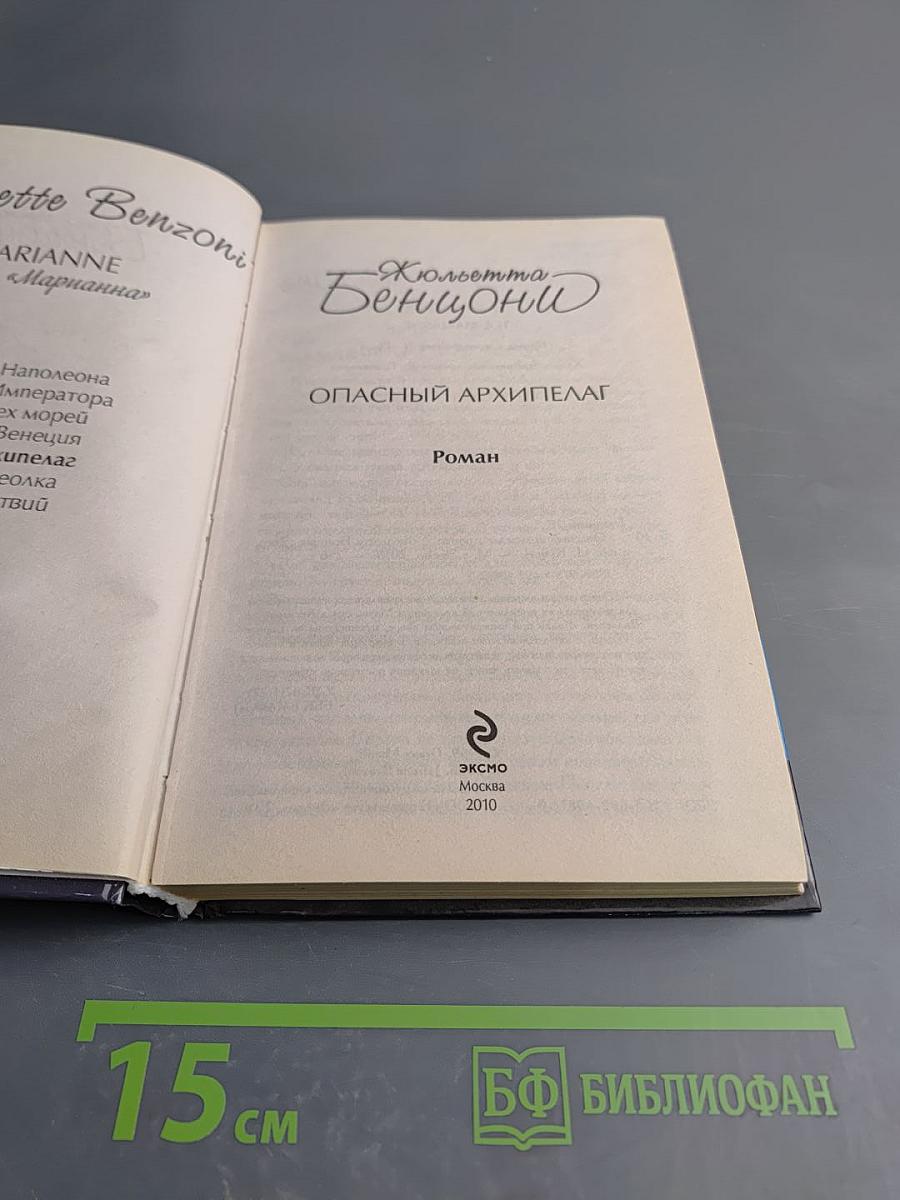 ette Benzoni
ARIANNE
«Марианна»
Наполеона
Императора
ех морей
Венеция
хипелаг
еолка
твий
Жюльетта
Бенцони
ОПАСНЫЙ АРХИПЕЛАГ
Роман
ЭКСМО
Москва
2010
15 см
БФ БИБЛИОФАН